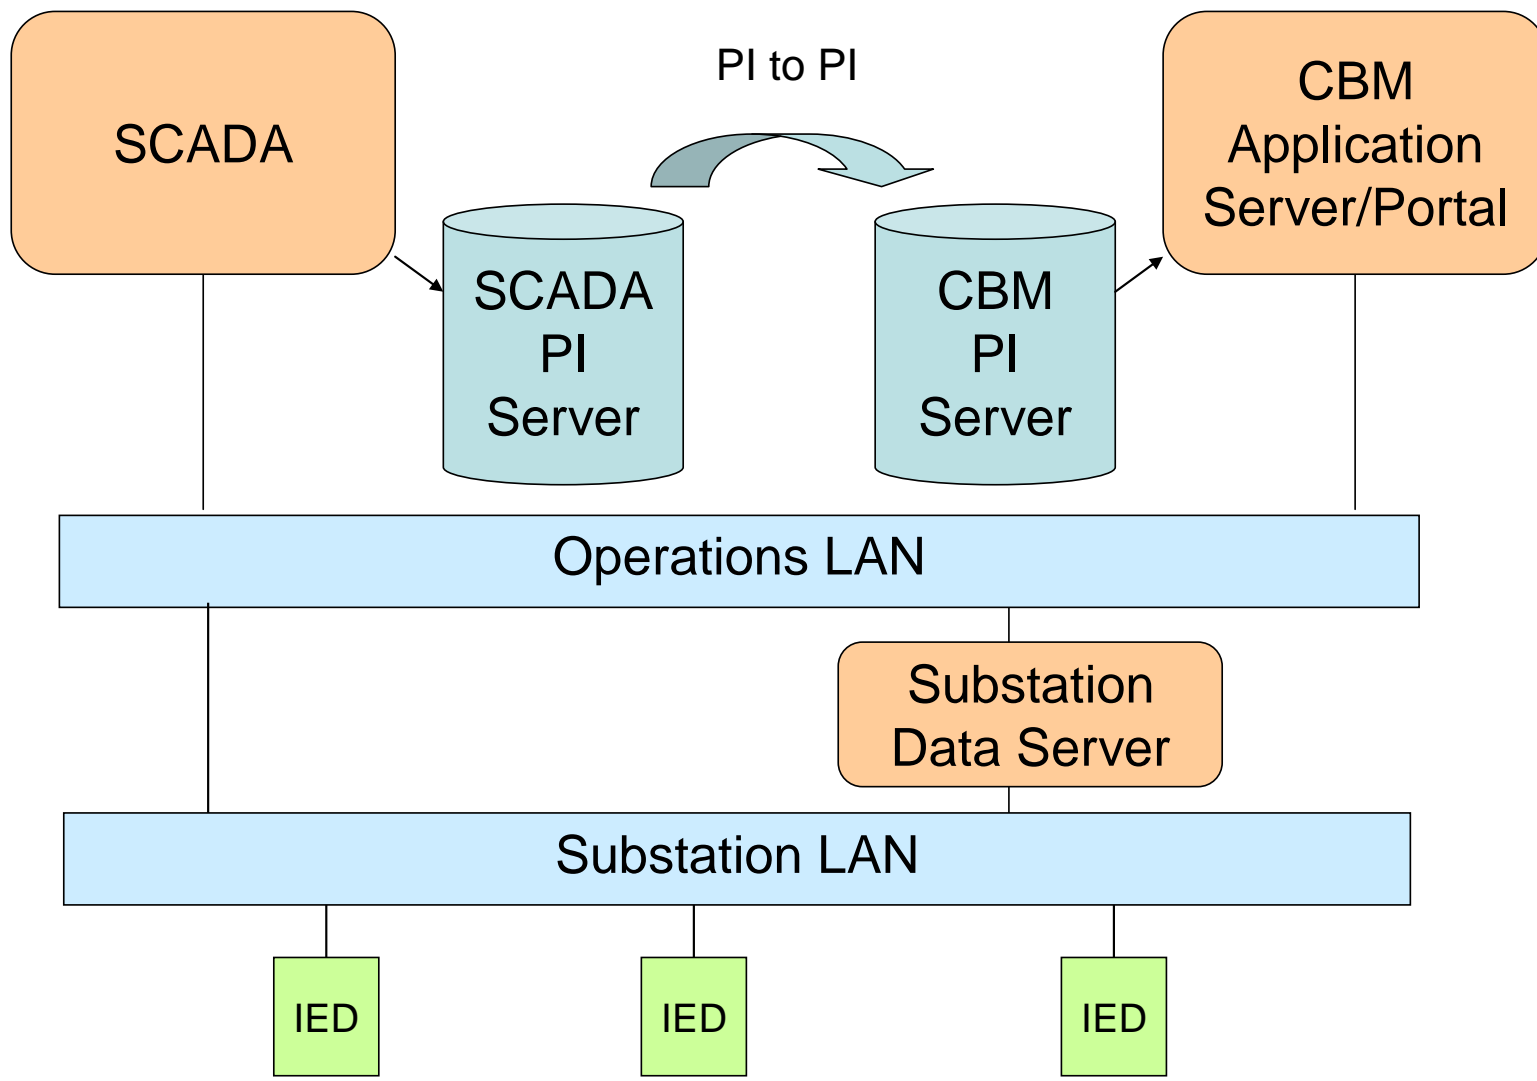 SCADA
PI to PI
CBM
Application
Server/Portal
SCADA
PI
Server
CBM
PI
Server
Operations LAN
Substation
Data Server
Substation LAN
IED
IED
IED